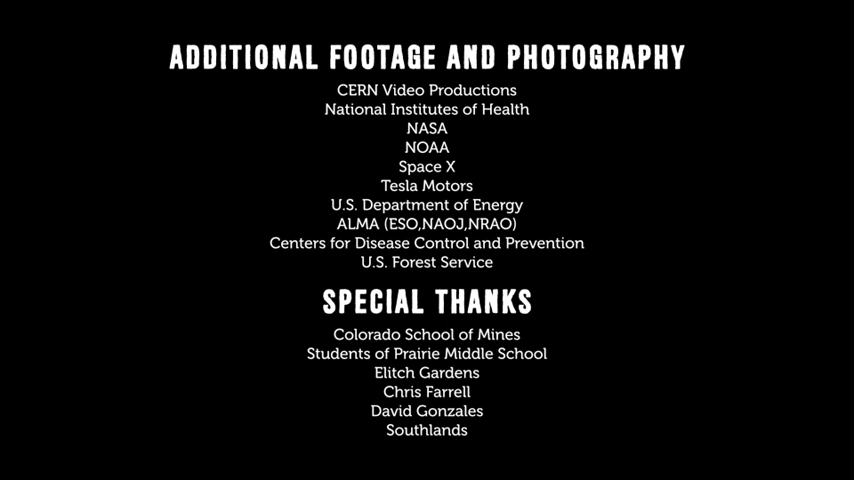 ADDITIONAL FOOTAGE AND PHOTOGRAPHY
CERN Video Productions
National Institutes of Health
NASA
NOAA
Space X
Tesla Motors
U.S. Department of Energy
ALMA (ESO,NAOJ,NRAO)
Centers for Disease Control and Prevention
U.S. Forest Service
SPECIAL THANKS
Colorado School of Mines
Students of Prairie Middle School
Elitch Gardens
Chris Farrell
David Gonzales
Southlands